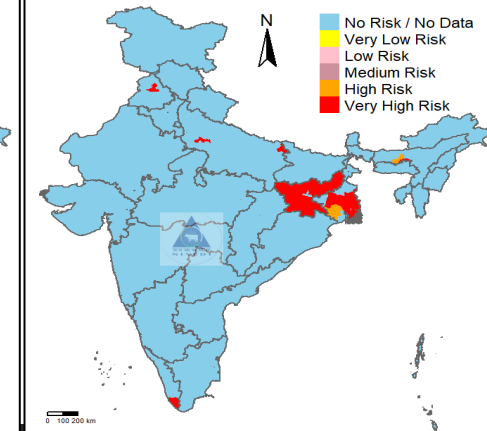 N
No Risk / No Data
Very Low Risk
Low Risk
Medium Risk
High Risk
Very High Risk
0 100 200 km